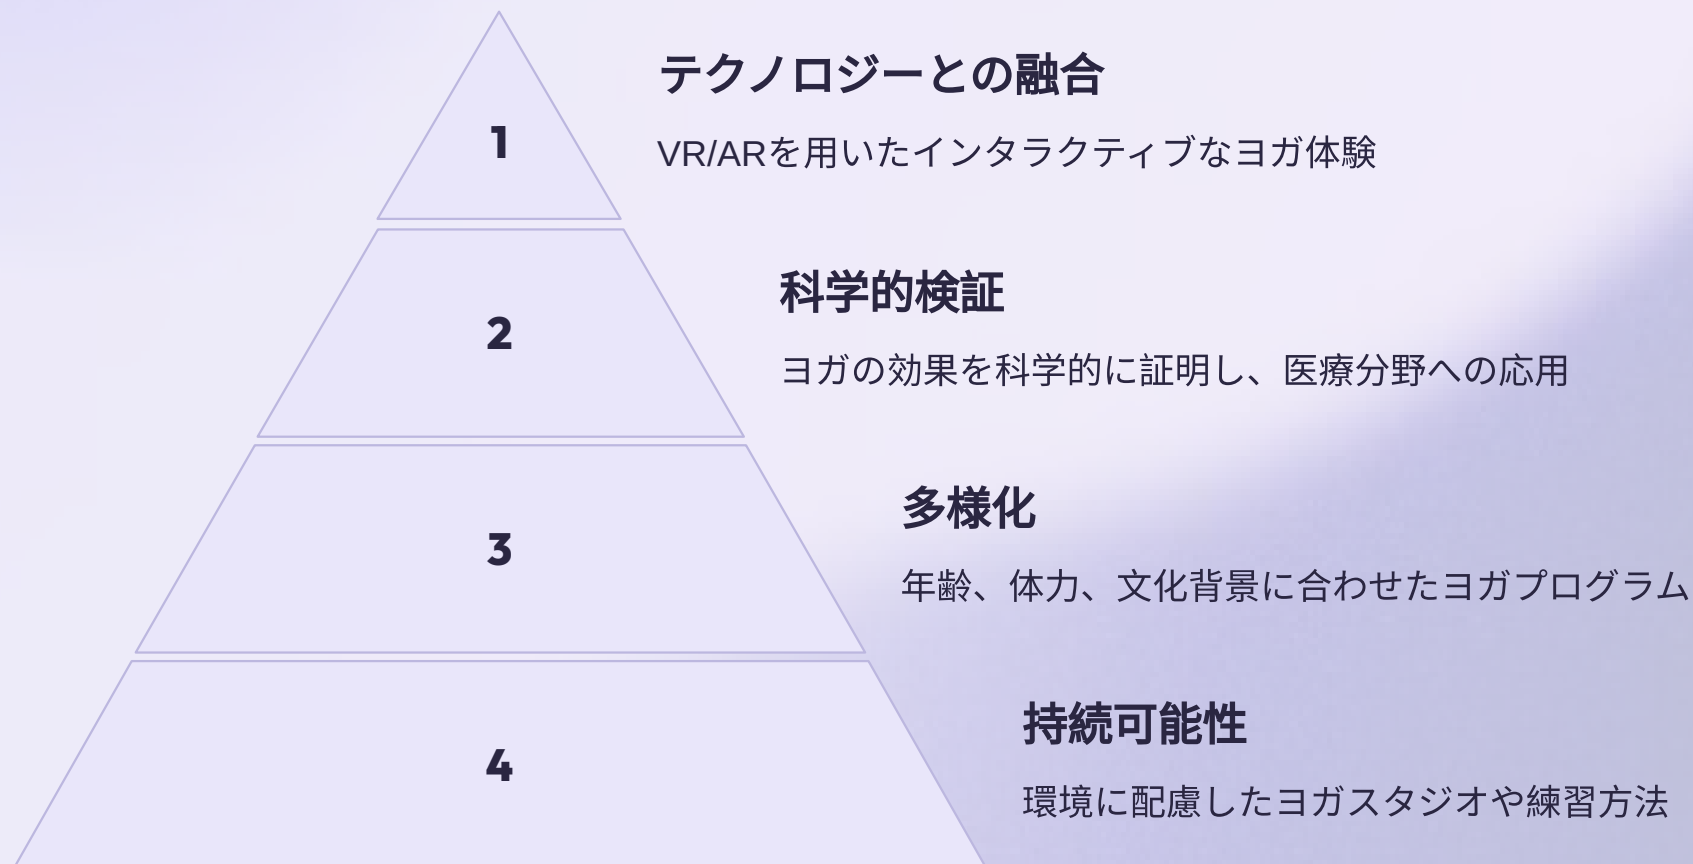 1
テクノロジーとの融合
VR/ARを用いたインタラクティブなヨガ体験
2
科学的検証
ヨガの効果を科学的に証明し、医療分野への応用
3
多様化
年齢、体力、文化背景に合わせたヨガプログラム
4
持続可能性
環境に配慮したヨガスタジオや練習方法